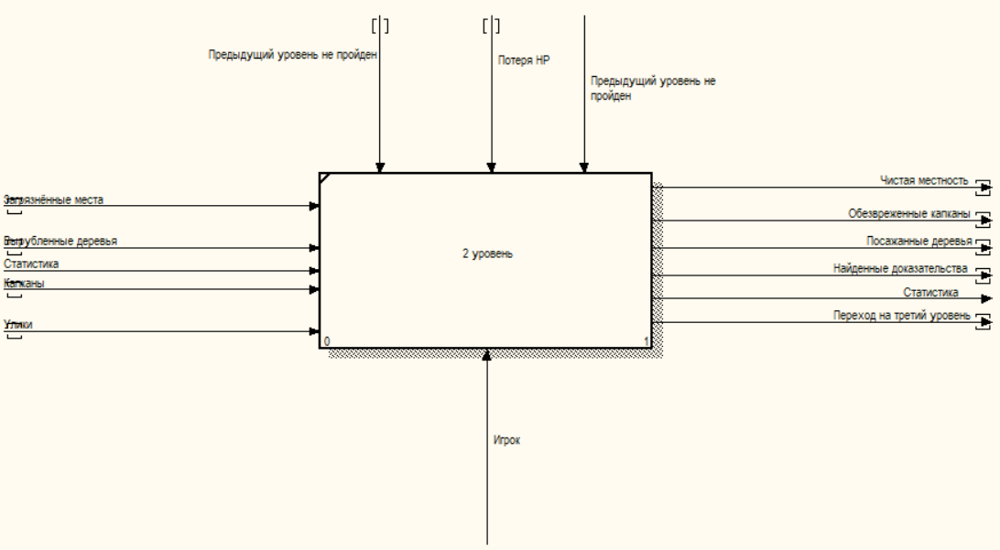 Предыдущий уровень не пройден
Потеря HP
Предыдущий уровень не
пройден
Загрязнённые места
Вырубленные деревья
Статистика
Капканы
Улики
2 уровень
0
1
Чистая местность
Обезвреженные капканы
Посажанные деревья
Найденные доказательства
Статистика
Переход на третий уровень
Игрок